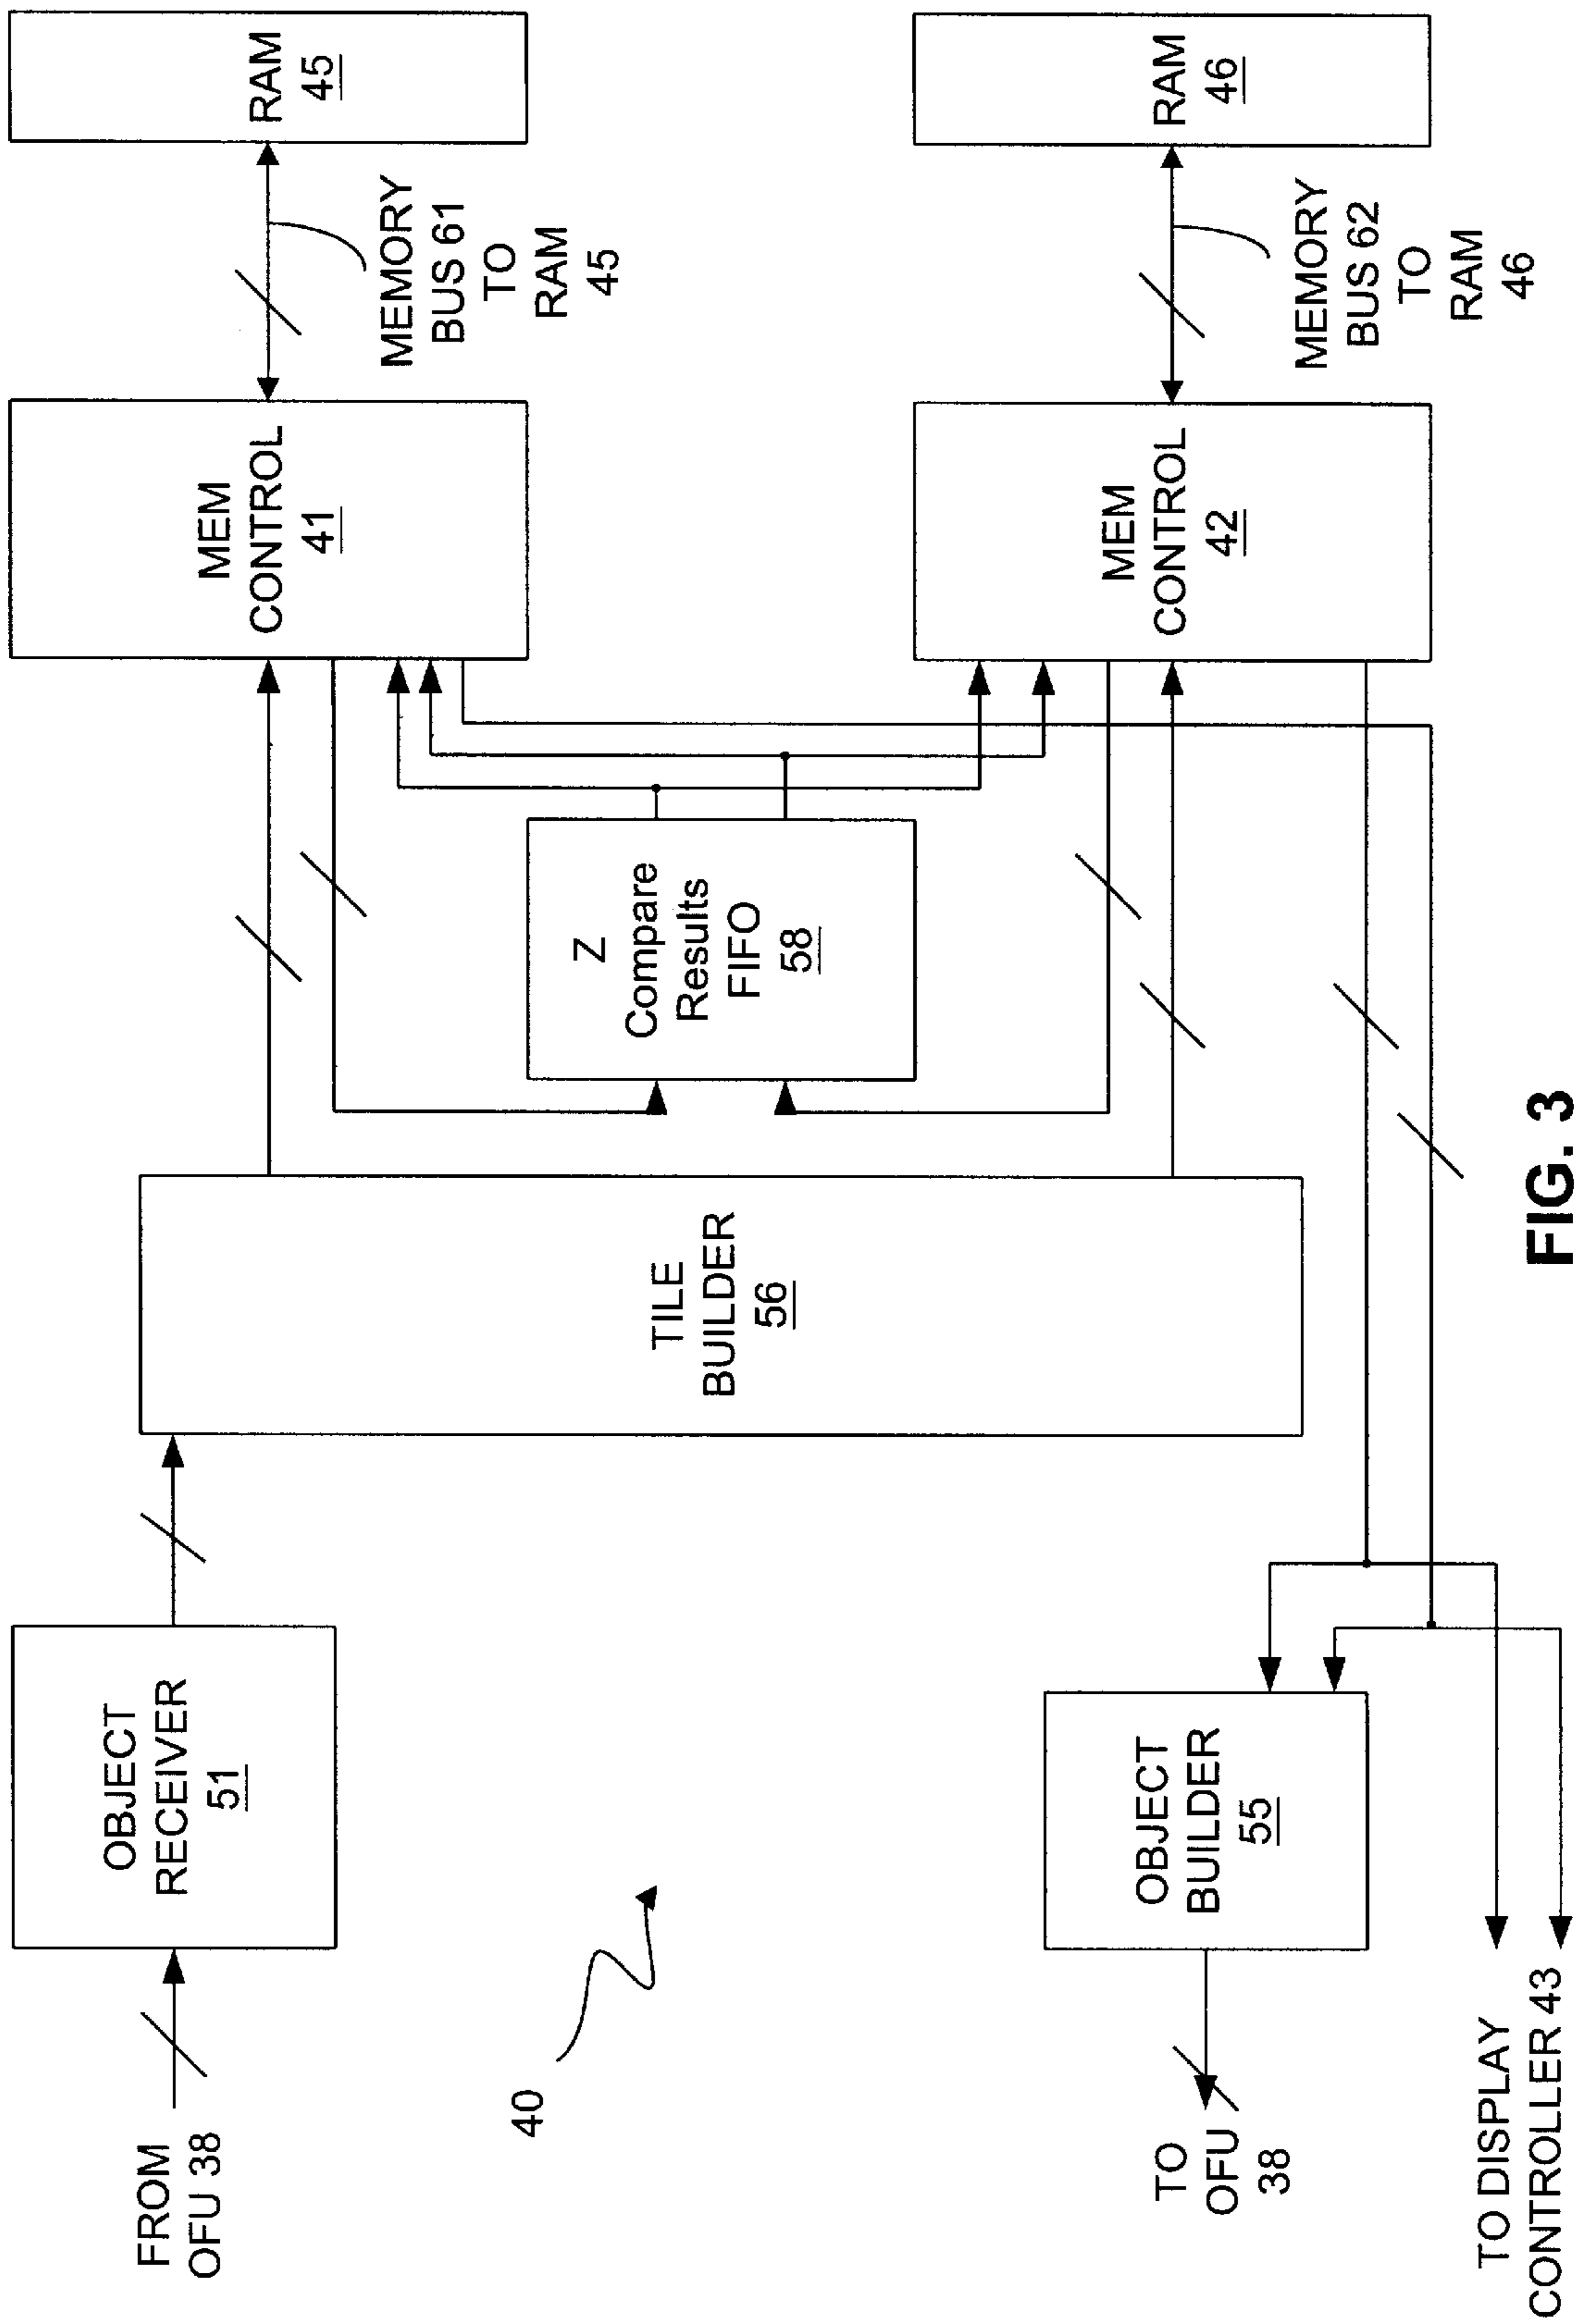 FROM
OFU 38
OBJECT
RECEIVER
51
TILE
BUILDER
56
Z
Compare
Results
FIFO
58
MEM
CONTROL
41
MEMORY
BUS 61
TO
RAM
45
RAM
45
40
TO
OFU
38
OBJECT
BUILDER
55
MEM
CONTROL
42
MEMORY
BUS 62
TO
RAM
46
RAM
46
TO DISPLAY
CONTROLLER 43
FIG. 3